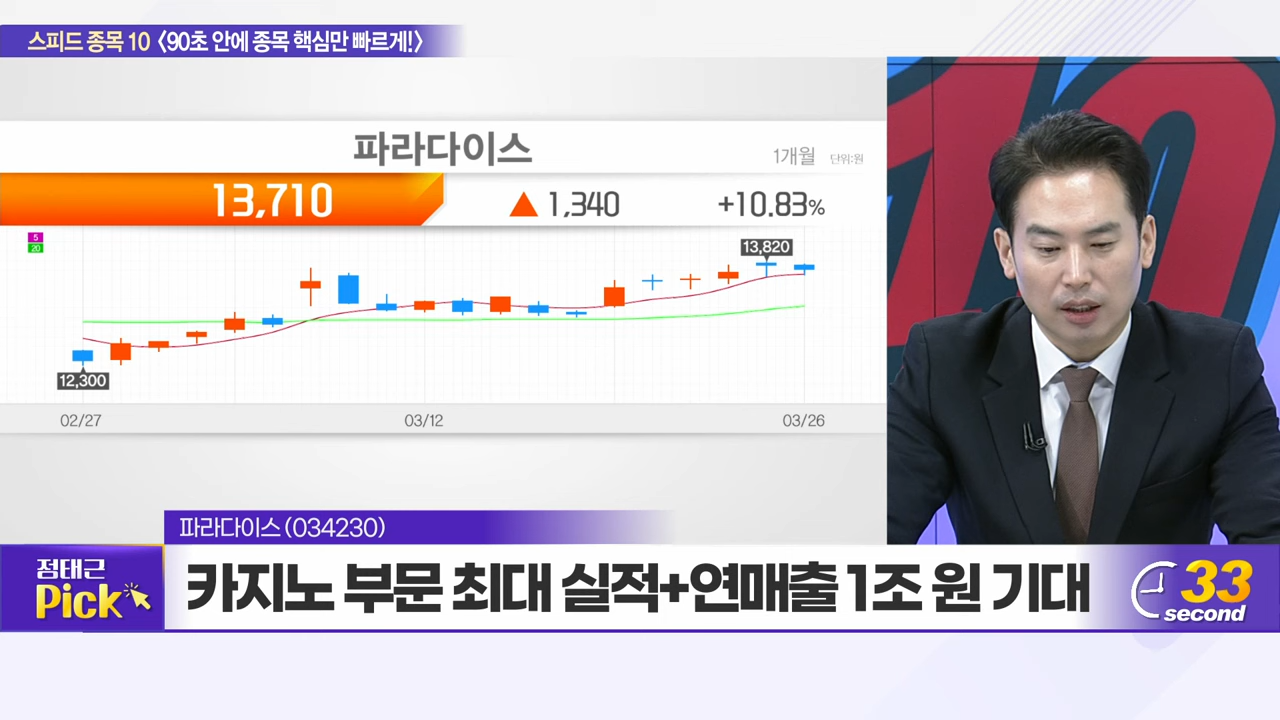 스피드 종목 10 〈90초 안에 종목 핵심만 빠르게!〉
파라다이스
1개월 단위:원
13,710 ▲ 1,340 +10.83%
5
20
13,820
12,300
02/27 03/12 03/26
파라다이스(034230)
정태근
Pick
카지노 부문 최대 실적+연매출 1조 원 기대
33
second
10